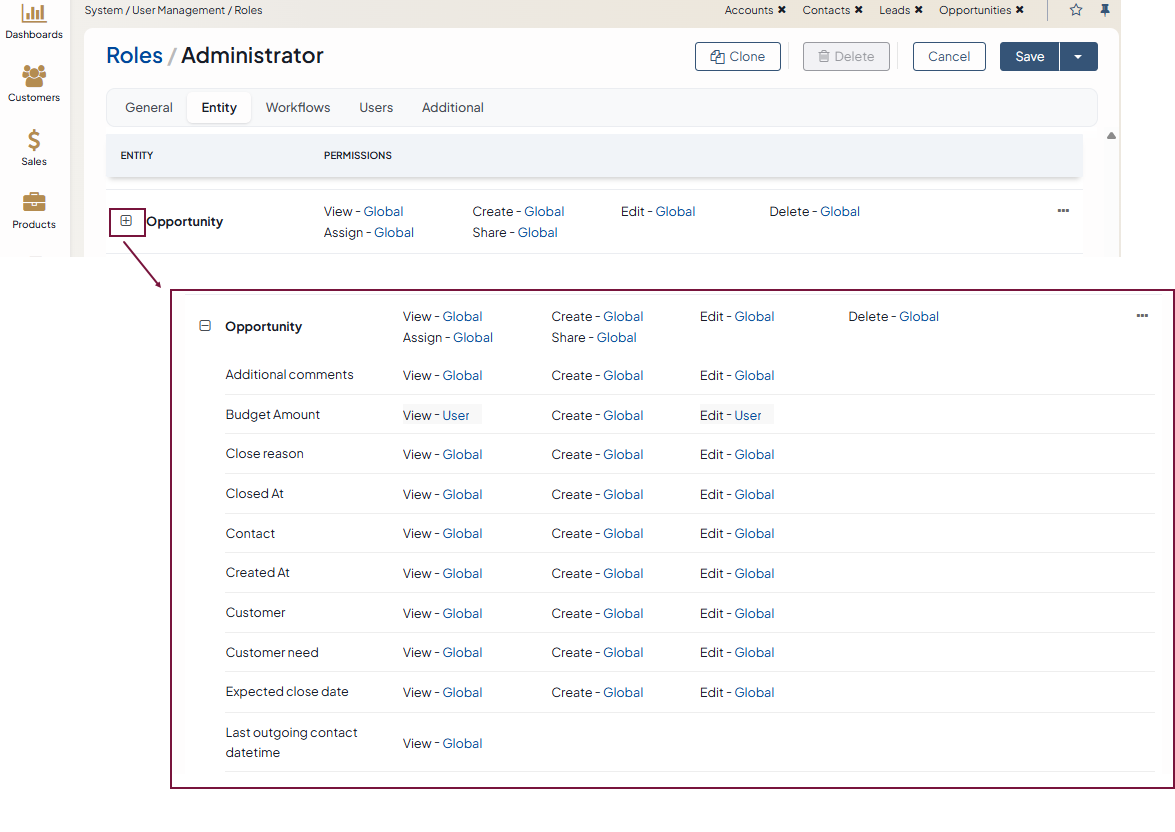 System / User Management / Roles
Accounts ✖ Contacts ✖ Leads ✖ Opportunities ✖
Dashboards
Customers
Sales
Products
Roles / Administrator
Clone Delete Cancel Save
General Entity Workflows Users Additional
ENTITY PERMISSIONS
Opportunity
View - Global Create - Global Edit - Global Delete - Global
Assign - Global Share - Global
Opportunity
View - Global Create - Global Edit - Global Delete - Global
Assign - Global Share - Global
Additional comments View - Global Create - Global Edit - Global
Budget Amount View - User Create - Global Edit - User
Close reason View - Global Create - Global Edit - Global
Closed At View - Global Create - Global Edit - Global
Contact View - Global Create - Global Edit - Global
Created At View - Global Create - Global Edit - Global
Customer View - Global Create - Global Edit - Global
Customer need View - Global Create - Global Edit - Global
Expected close date View - Global Create - Global Edit - Global
Last outgoing contact
datetime
View - Global